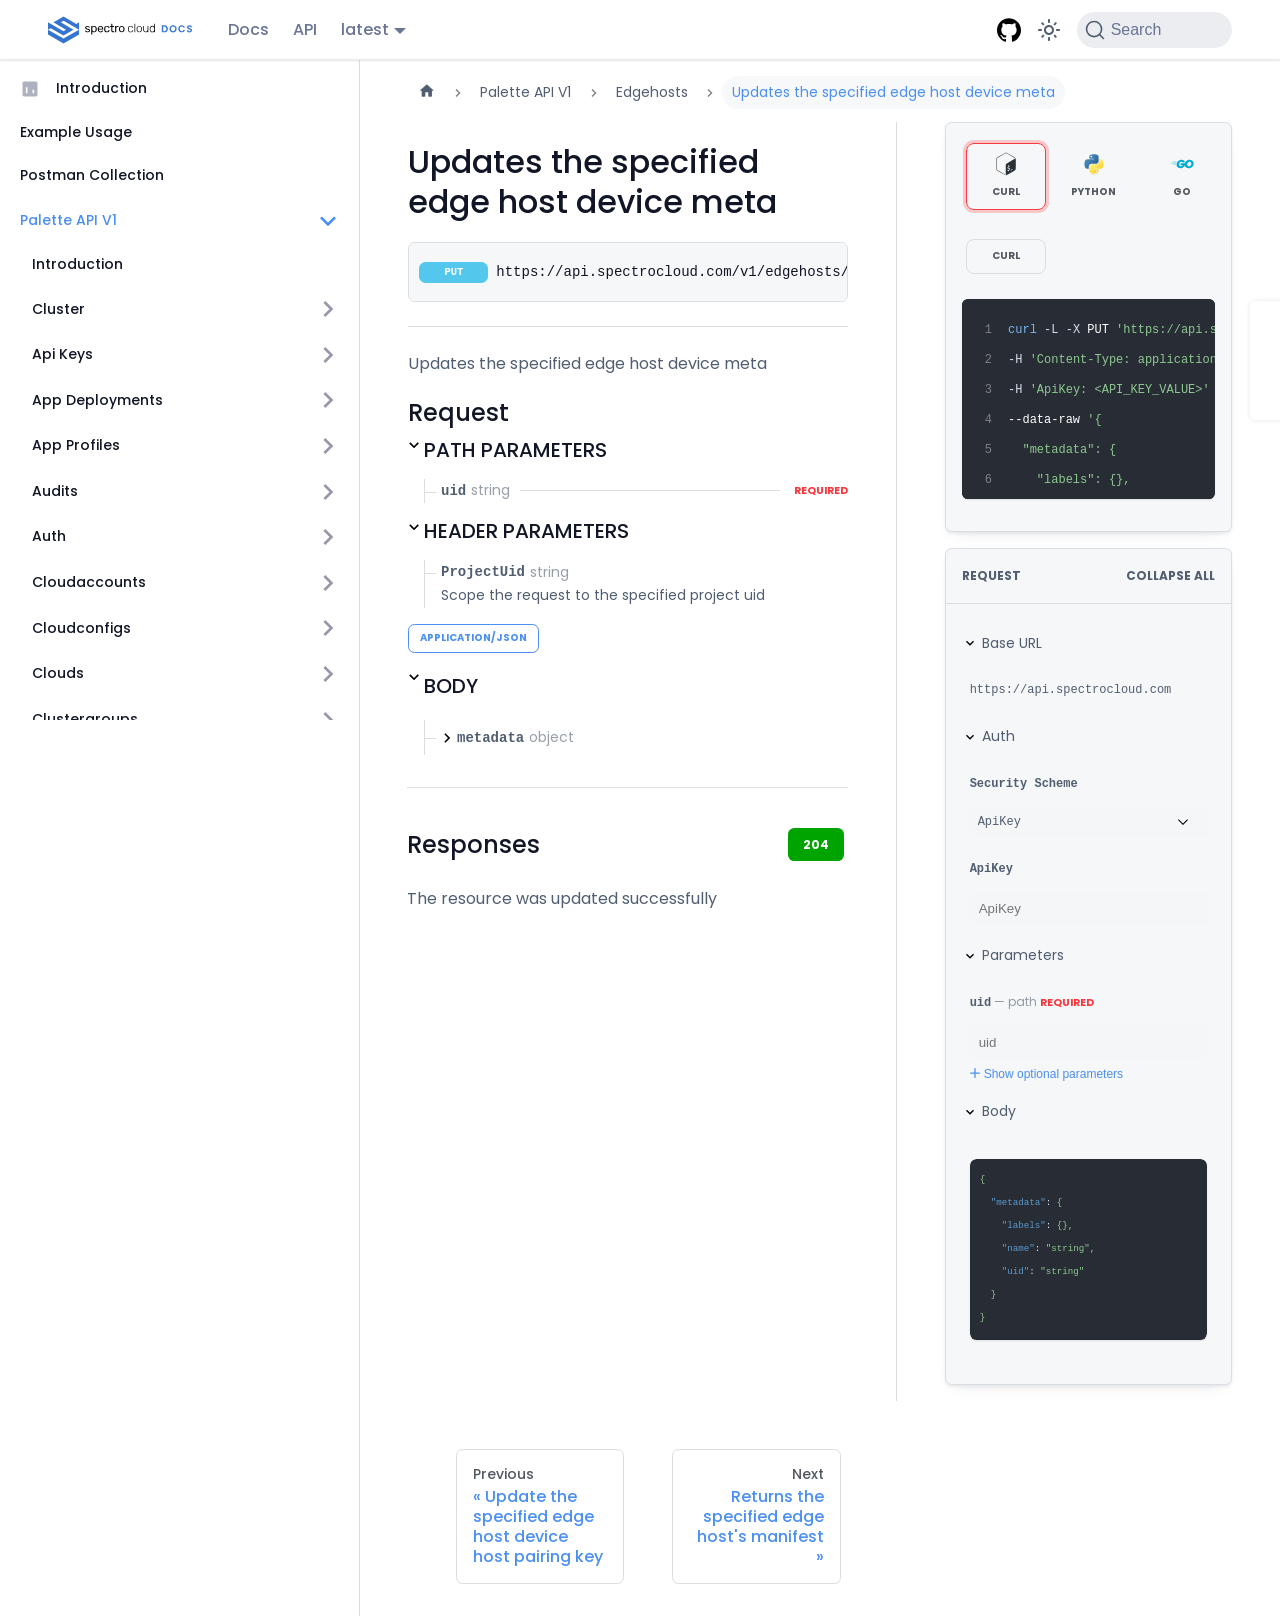 spectro cloud DOCS
Docs
API
latest
Search
Introduction
Example Usage
Postman Collection
Palette API V1
Introduction
Cluster
Api Keys
App Deployments
App Profiles
Audits
Auth
Cloudaccounts
Cloudconfigs
Clouds
Clustergroups
Palette API V1
Edgehosts
Updates the specified edge host device meta
Updates the specified
edge host device meta
PUT https://api.spectrocloud.com/v1/edgehosts/
Updates the specified edge host device meta
Request
PATH PARAMETERS
uid string REQUIRED
HEADER PARAMETERS
ProjectUid string
Scope the request to the specified project uid
APPLICATION/JSON
BODY
metadata object
Responses
204
The resource was updated successfully
CURL
PYTHON
GO
GO
CURL
1 curl -L -X PUT 'https://api.s
2 -H 'Content-Type: application
3 -H 'ApiKey: <API_KEY_VALUE>'
4 --data-raw '{
5 "metadata": {
6 "labels": {},
REQUEST
COLLAPSE ALL
Base URL
https://api.spectrocloud.com
Auth
Security Scheme
ApiKey
ApiKey
ApiKey
Parameters
uid — path REQUIRED
uid
Show optional parameters
Body
{
"metadata": {
"labels": {},
"name": "string",
"uid": "string"
}
}
Previous
« Update the
specified edge
host device
host pairing key
Next
Returns the
specified edge
host's manifest
»